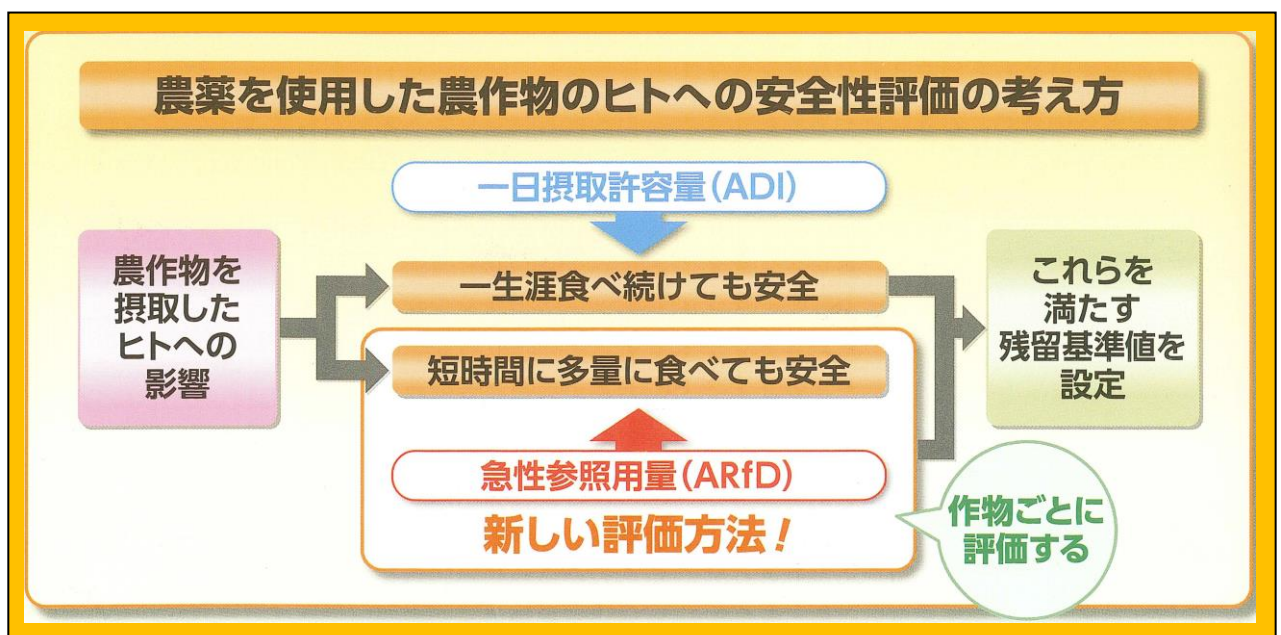 農薬を使用した農作物のヒトへの安全性評価の考え方
一日摂取許容量(ADI)
農作物を
摂取した
ヒトへの
影響
一生涯食べ続けても安全
短時間に多量に食べても安全
急性参照用量(ARfD)
新しい評価方法!
作物ごとに
評価する
これらを
満たす
残留基準値を
設定